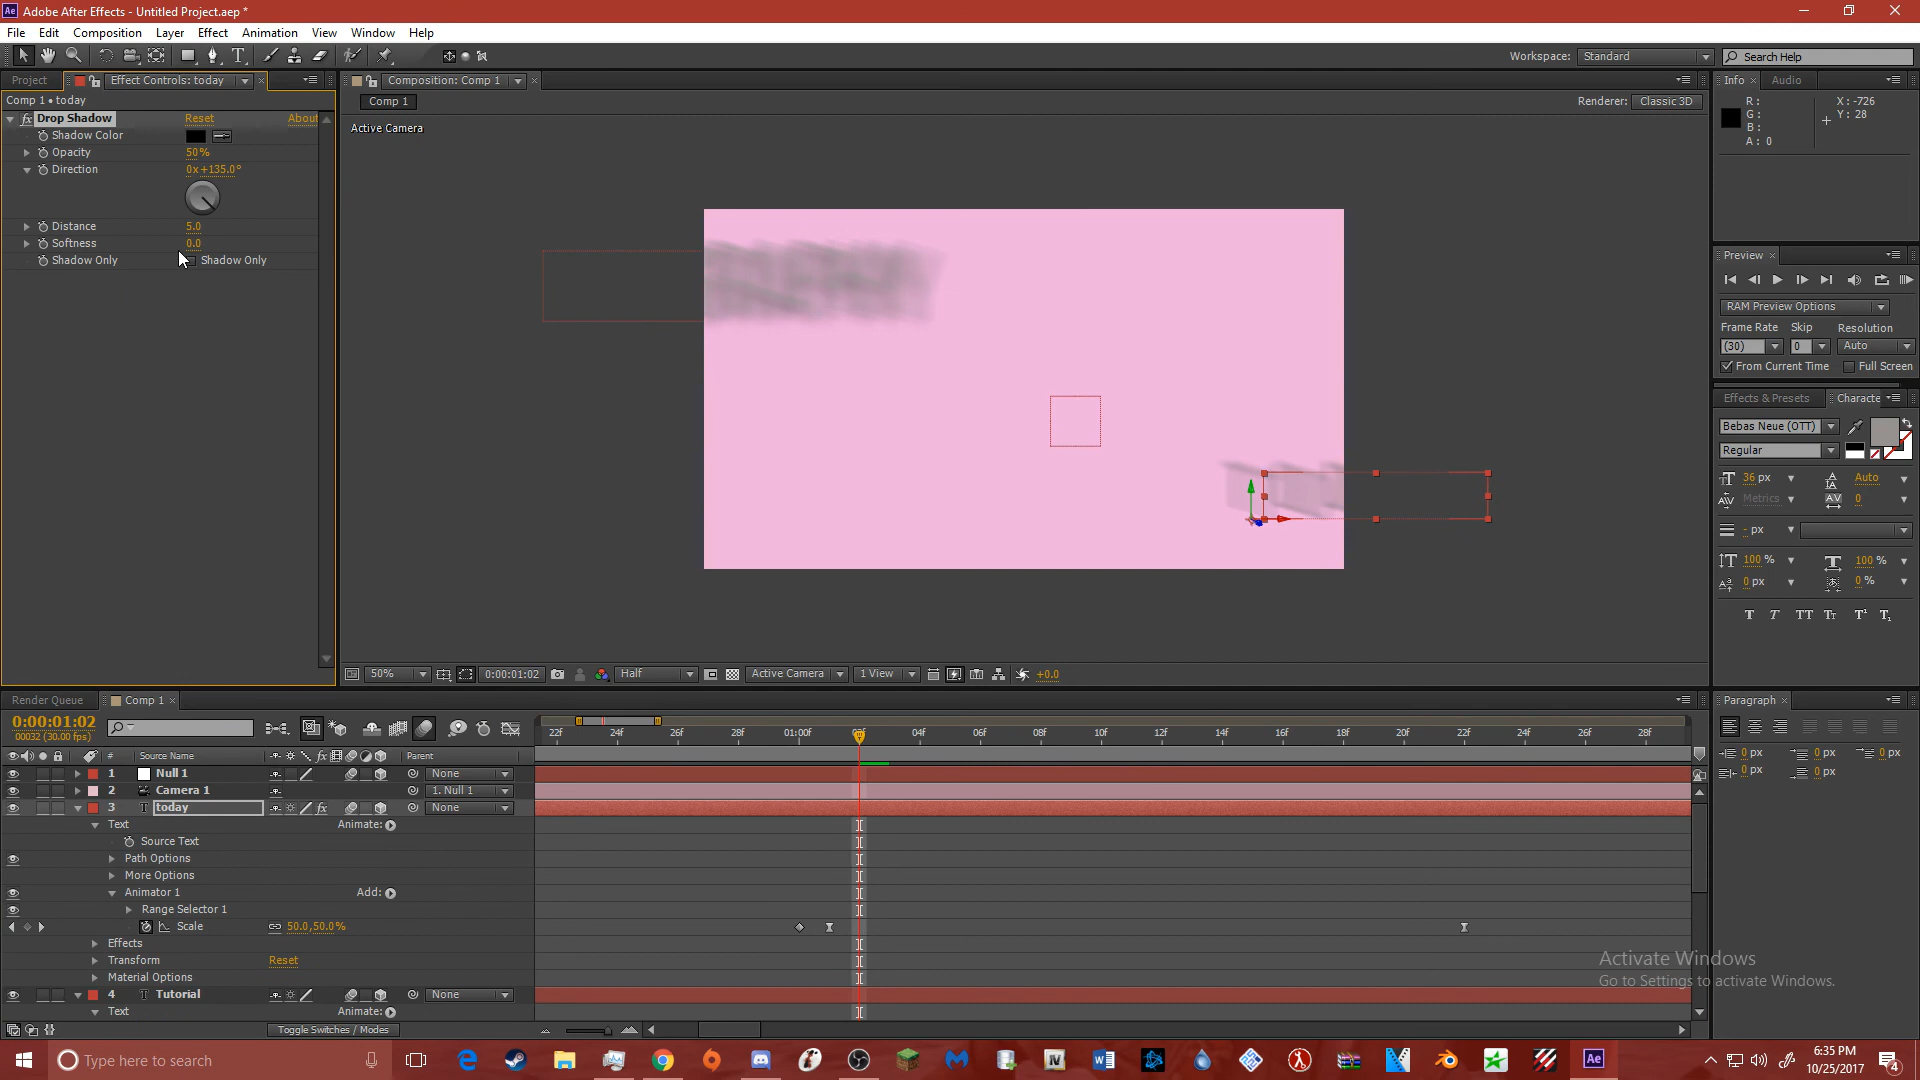 Adobe After Effects - Untitled Project.aep *
File Edit Composition Layer Effect Animation View Window Help
Workspace: Standard Search Help
Project Effect Controls: today
Comp 1 • today
Drop Shadow Reset About
Shadow Color
Opacity 50%
Direction 0x+135.0°
Distance 5.0
Softness 0.0
Shadow Only Shadow Only
Composition: Comp 1
Comp 1 Renderer: Classic 3D
Active Camera
Info Audio
R: X: -726
G: Y: 28
B:
A: 0
Preview
RAM Preview Options
Frame Rate Skip Resolution
(30) 0 Auto
From Current Time Full Screen
Effects & Presets Characte
Bebas Neue (OTT)
Regular
36 px Auto
Metrics 0
- px
100 % 100 %
0 px 0 %
T T TT Tt T¹ T₁
50% 0:00:01:02 Half Active Camera 1 View +0.0
Render Queue Comp 1
0:00:01:02
00032 (30.00 fps)
22f 24f 26f 28f 01:00f 02f 04f 06f 08f 10f 12f 14f 16f 18f 20f 22f 24f 26f 28f
# Source Name Parent
1 Null 1 None
2 Camera 1 1. Null 1
3 today None
Text Animate:
Source Text
Path Options
More Options
Animator 1 Add:
Range Selector 1
Scale 50.0,50.0%
Effects
Transform Reset
Material Options
4 Tutorial None
Text Animate:
Toggle Switches / Modes
Paragraph
0 px 0 px 0 px
0 px 0 px
Activate Windows
Go to Settings to activate Windows.
Type here to search
6:35 PM
10/25/2017
4